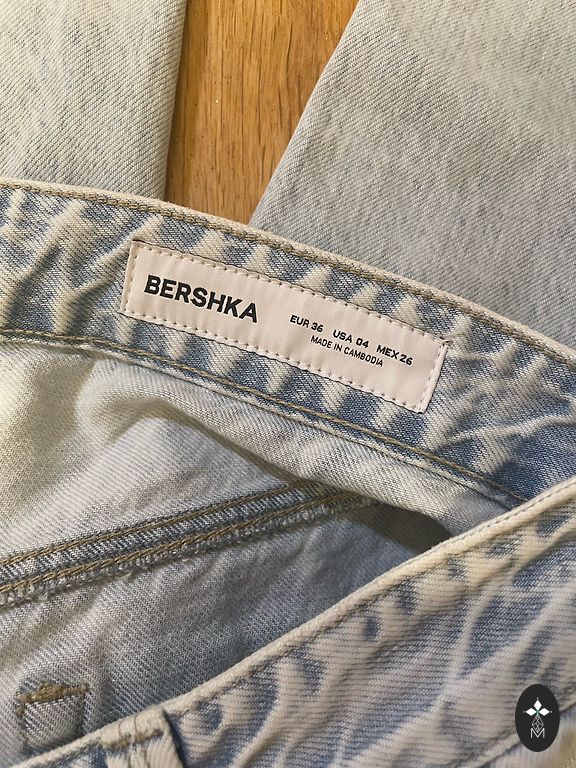 BERSHKA
EUR 36 USA 04 MEX 26
MADE IN CAMBODIA